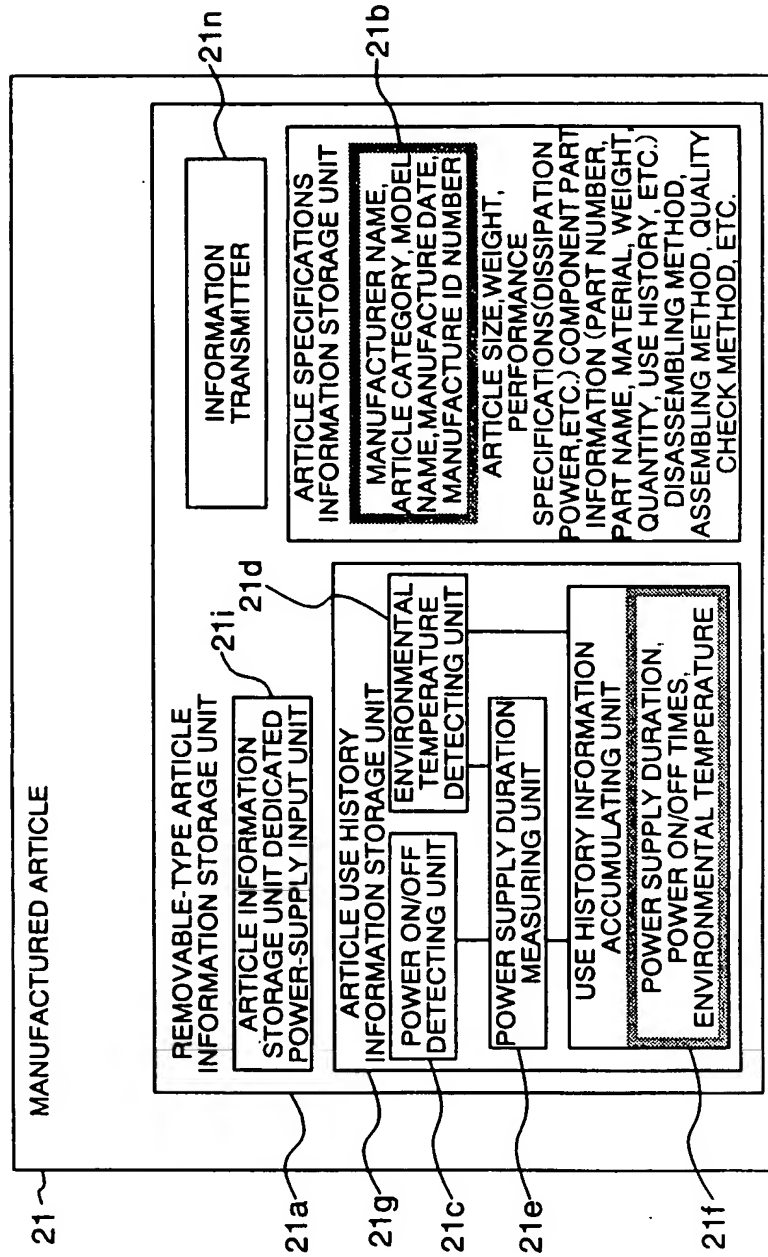 MANUFACTURED ARTICLE
REMOVABLE-TYPE ARTICLE
INFORMATION STORAGE UNIT
ARTICLE INFORMATION
STORAGE UNIT DEDICATED
POWER-SUPPLY INPUT UNIT
INFORMATION
TRANSMITTER
ARTICLE USE HISTORY
INFORMATION STORAGE UNIT
POWER ON/OFF
DETECTING UNIT
ENVIRONMENTAL
TEMPERATURE
DETECTING UNIT
POWER SUPPLY DURATION
MEASURING UNIT
USE HISTORY INFORMATION
ACCUMULATING UNIT
POWER SUPPLY DURATION,
POWER ON/OFF TIMES,
ENVIRONMENTAL TEMPERATURE
ARTICLE SPECIFICATIONS
INFORMATION STORAGE UNIT
MANUFACTURER NAME,
ARTICLE CATEGORY, MODEL
NAME,MANUFACTURE DATE,
MANUFACTURE ID NUMBER
ARTICLE SIZE,WEIGHT,
PERFORMANCE
SPECIFICATIONS(DISSIPATION
POWER,ETC.) COMPONENT PART
INFORMATION (PART NUMBER,
PART NAME, MATERIAL, WEIGHT,
QUANTITY, USE HISTORY, ETC.)
DISASSEMBLING METHOD,
ASSEMBLING METHOD, QUALITY
CHECK METHOD, ETC.
21
21a
21g
21c
21e
21f
21i
21d
21n
21b